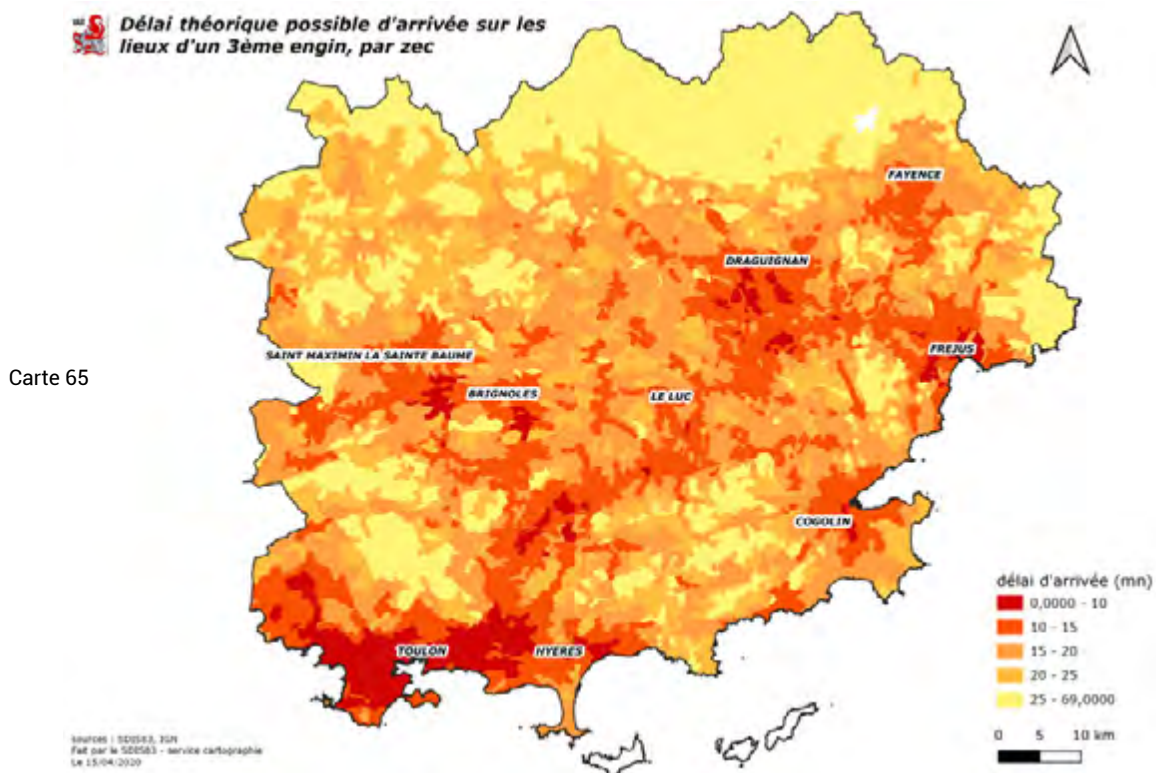 Délai théorique possible d'arrivée sur les
lieux d'un 3ème engin, par zec
FAYENCE
DRAGUIGNAN
FREJUS
SAINT MAXIMIN LA SAINTE BAUME
Carte 65
BRIGNOLES
LE LUC
COGOLIN
délai d'arrivée (mn)
0,0000 - 10
10 - 15
15 - 20
20 - 25
25 - 69,0000
TOULON
HYERES
0 5 10 km
sources : SDIS83, IGN
Fait par le SDIS83 - service cartographie
Le 15/04/2020